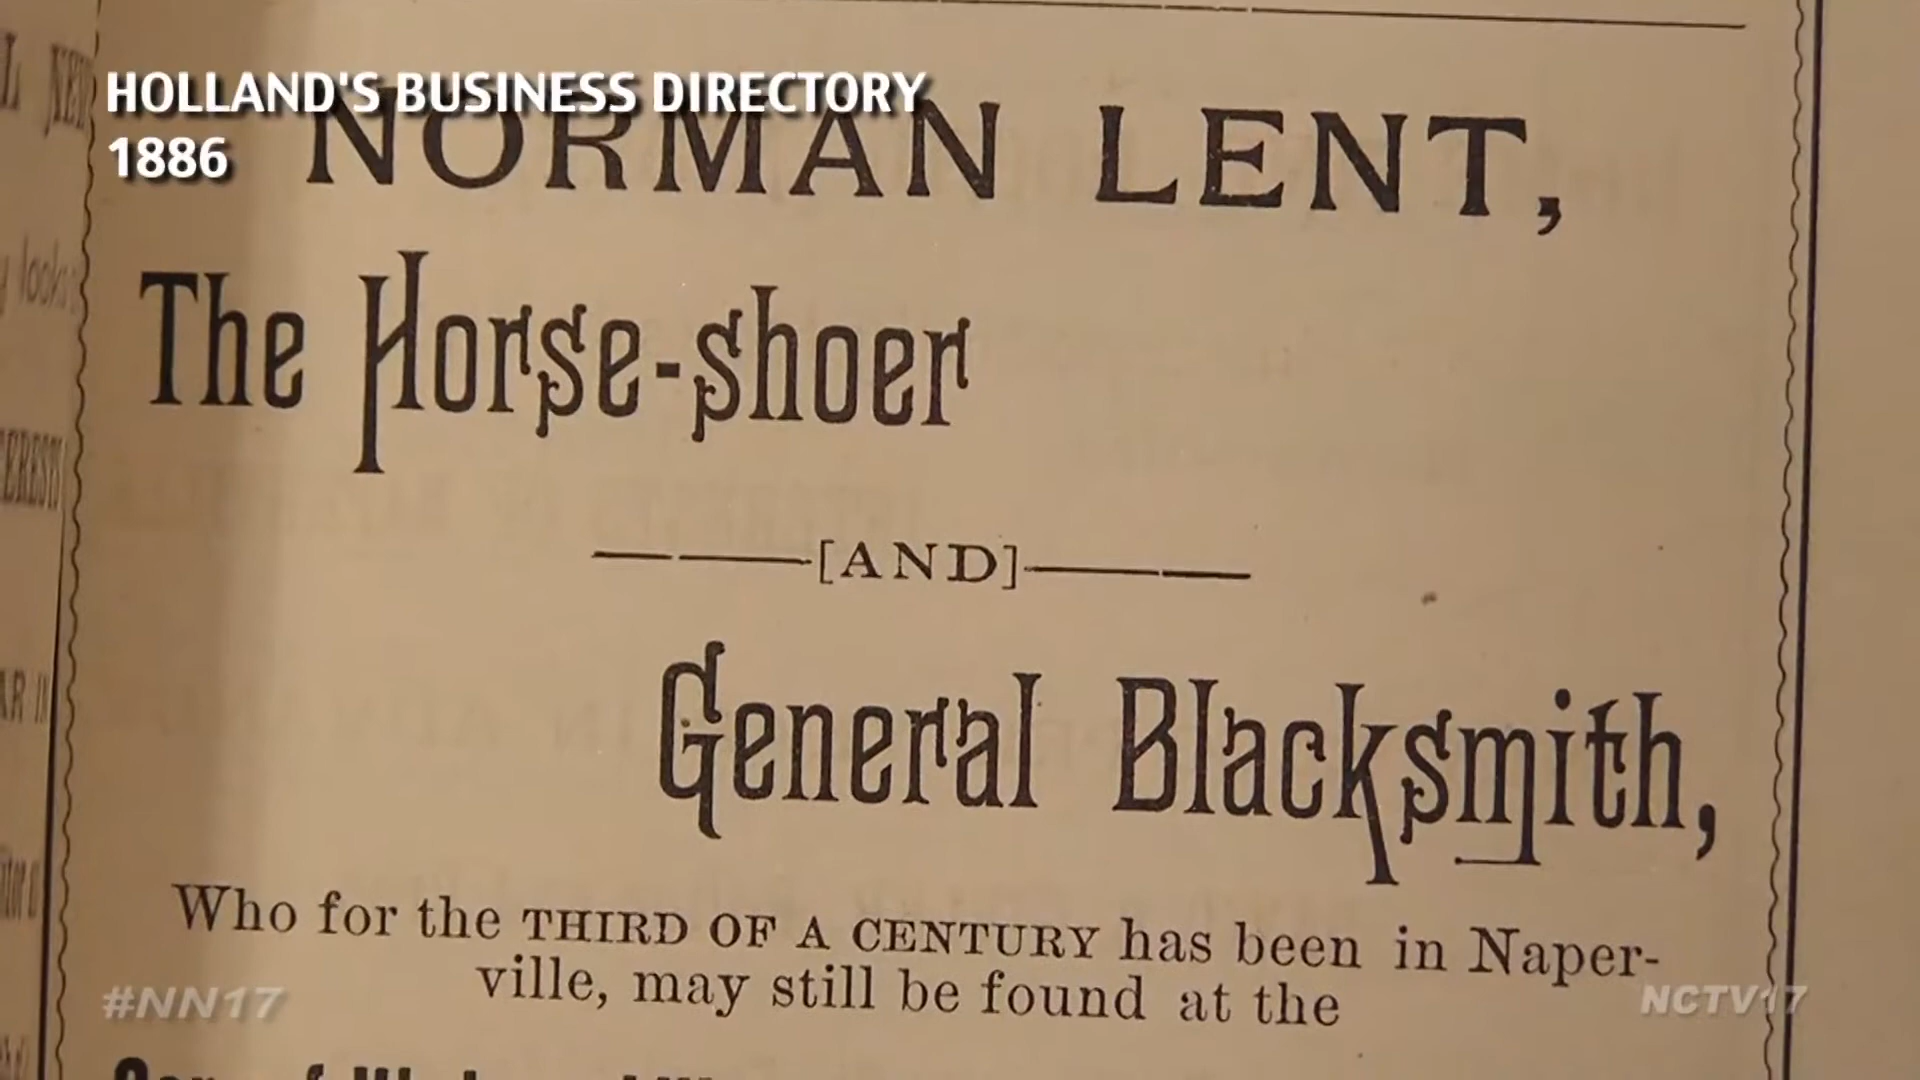 HOLLAND'S BUSINESS DIRECTORY
1886
NORMAN LENT,
The Horse-shoer
[AND]
General Blacksmith,
Who for the THIRD OF A CENTURY has been in Naper-
ville, may still be found at the
#NN17
NCTV17